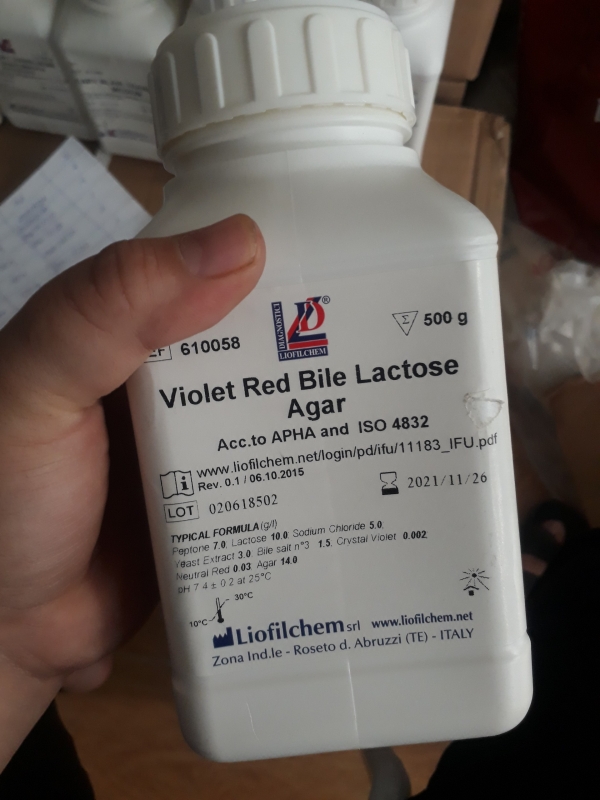 610058
DIAGNOSTICI
LIOFILCHEM
®
Σ 500 g
Violet Red Bile Lactose
Agar
Acc.to APHA and ISO 4832
i www.liofilchem.net/login/pd/ifu/11183_IFU.pdf
Rev. 0.1 / 06.10.2015
LOT 020618502
2021/11/26
TYPICAL FORMULA (g/l)
Peptone 7.0, Lactose 10.0, Sodium Chloride 5.0,
Yeast Extract 3.0, Bile salt n°3 1.5, Crystal Violet 0.002,
Neutral Red 0.03, Agar 14.0
pH 7.4 ± 0.2 at 25°C
30°C
10°C
Liofilchem srl www.liofilchem.net
Zona Ind.le - Roseto d. Abruzzi (TE) - ITALY